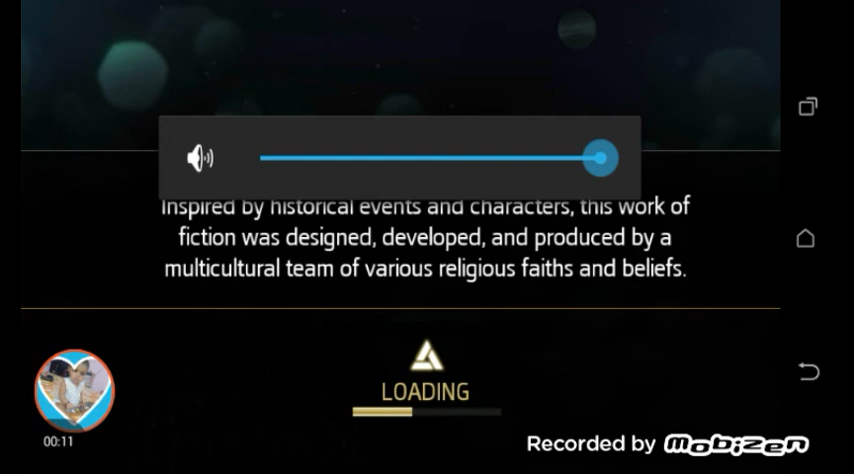 Inspired by historical events and characters, this work of
fiction was designed, developed, and produced by a
multicultural team of various religious faiths and beliefs.
LOADING
00:11
Recorded by Mobizen